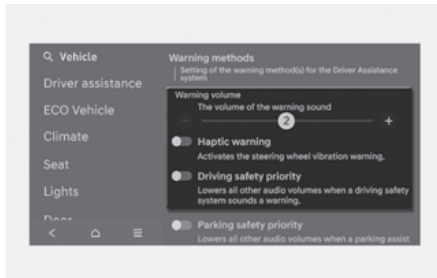 Vehicle
Driver assistance
ECO Vehicle
Climate
Seat
Lights
Door
Warning methods
Setting of the warning method(s) for the Driver Assistance
system
Warning volume
The volume of the warning sound
2
Haptic warning
Activates the steering wheel vibration warning.
Driving safety priority
Lowers all other audio volumes when a driving safety
system sounds a warning.
Parking safety priority
Lowers all other audio volumes when a parking assist